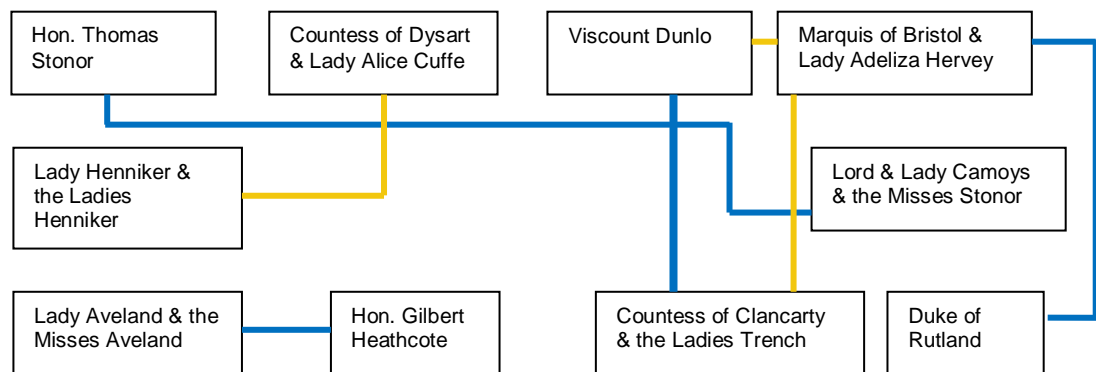 Hon. Thomas
Stonor
Countess of Dysart
& Lady Alice Cuffe
Viscount Dunlo
Marquis of Bristol &
Lady Adeliza Hervey
Lady Henniker &
the Ladies
Henniker
Lord & Lady Camoys
& the Misses Stonor
Lady Aveland & the
Misses Aveland
Hon. Gilbert
Heathcote
Countess of Clancarty
& the Ladies Trench
Duke of
Rutland